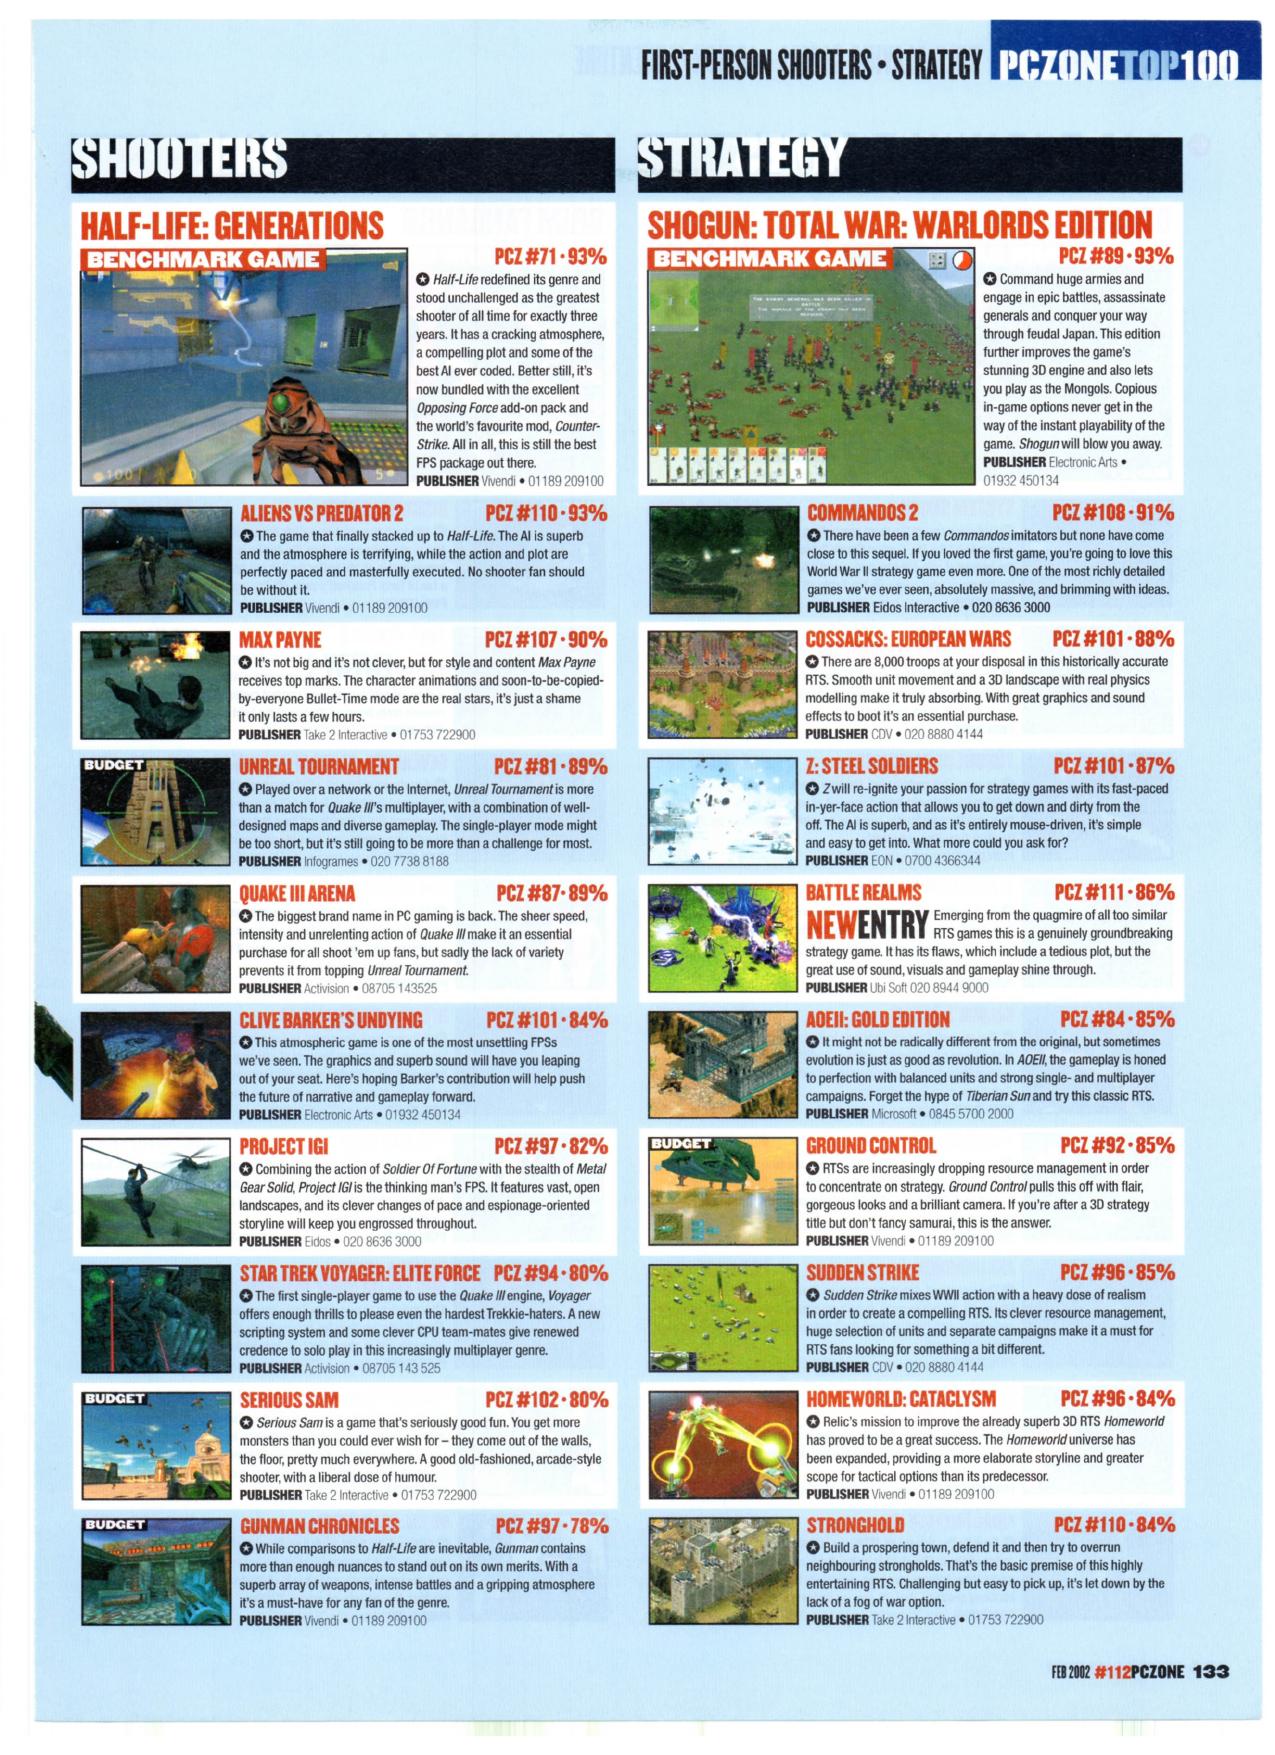 FIRST-PERSON SHOOTERS • STRATEGY PCZONETOP100
SHOOTERS
HALF-LIFE: GENERATIONS
BENCHMARK GAME
PCZ #71 • 93%
Half-Life redefined its genre and
stood unchallenged as the greatest
shooter of all time for exactly three
years. It has a cracking atmosphere,
a compelling plot and some of the
best AI ever coded. Better still, it's
now bundled with the excellent
Opposing Force add-on pack and
the world's favourite mod, Counter-
Strike. All in all, this is still the best
FPS package out there.
PUBLISHER Vivendi • 01189 209100
ALIENS VS PREDATOR 2 PCZ #110 • 93%
The game that finally stacked up to Half-Life. The AI is superb
and the atmosphere is terrifying, while the action and plot are
perfectly paced and masterfully executed. No shooter fan should
be without it.
PUBLISHER Vivendi • 01189 209100
MAX PAYNE PCZ #107 • 90%
It's not big and it's not clever, but for style and content Max Payne
receives top marks. The character animations and soon-to-be-copied-
by-everyone Bullet-Time mode are the real stars, it's just a shame
it only lasts a few hours.
PUBLISHER Take 2 Interactive • 01753 722900
BUDGET
UNREAL TOURNAMENT PCZ #81 • 89%
Played over a network or the Internet, Unreal Tournament is more
than a match for Quake III's multiplayer, with a combination of well-
designed maps and diverse gameplay. The single-player mode might
be too short, but it's still going to be more than a challenge for most.
PUBLISHER Infogrames • 020 7738 8188
QUAKE III ARENA PCZ #87 • 89%
The biggest brand name in PC gaming is back. The sheer speed,
intensity and unrelenting action of Quake III make it an essential
purchase for all shoot 'em up fans, but sadly the lack of variety
prevents it from topping Unreal Tournament.
PUBLISHER Activision • 08705 143525
CLIVE BARKER'S UNDYING PCZ #101 • 84%
This atmospheric game is one of the most unsettling FPSs
we've seen. The graphics and superb sound will have you leaping
out of your seat. Here's hoping Barker's contribution will help push
the future of narrative and gameplay forward.
PUBLISHER Electronic Arts • 01932 450134
PROJECT IGI PCZ #97 • 82%
Combining the action of Soldier Of Fortune with the stealth of Metal
Gear Solid, Project IGI is the thinking man's FPS. It features vast, open
landscapes, and its clever changes of pace and espionage-oriented
storyline will keep you engrossed throughout.
PUBLISHER Eidos • 020 8636 3000
STAR TREK VOYAGER: ELITE FORCE PCZ #94 • 80%
The first single-player game to use the Quake III engine, Voyager
offers enough thrills to please even the hardest Trekkie-haters. A new
scripting system and some clever CPU team-mates give renewed
credence to solo play in this increasingly multiplayer genre.
PUBLISHER Activision • 08705 143 525
BUDGET
SERIOUS SAM PCZ #102 • 80%
Serious Sam is a game that's seriously good fun. You get more
monsters than you could ever wish for – they come out of the walls,
the floor, pretty much everywhere. A good old-fashioned, arcade-style
shooter, with a liberal dose of humour.
PUBLISHER Take 2 Interactive • 01753 722900
BUDGET
GUNMAN CHRONICLES PCZ #97 • 78%
While comparisons to Half-Life are inevitable, Gunman contains
more than enough nuances to stand out on its own merits. With a
superb array of weapons, intense battles and a gripping atmosphere
it's a must-have for any fan of the genre.
PUBLISHER Vivendi • 01189 209100
STRATEGY
SHOGUN: TOTAL WAR: WARLORDS EDITION
BENCHMARK GAME
PCZ #89 • 93%
Command huge armies and
engage in epic battles, assassinate
generals and conquer your way
through feudal Japan. This edition
further improves the game's
stunning 3D engine and also lets
you play as the Mongols. Copious
in-game options never get in the
way of the instant playability of the
game. Shogun will blow you away.
PUBLISHER Electronic Arts •
01932 450134
COMMANDOS 2 PCZ #108 • 91%
There have been a few Commandos imitators but none have come
close to this sequel. If you loved the first game, you're going to love this
World War II strategy game even more. One of the most richly detailed
games we've ever seen, absolutely massive, and brimming with ideas.
PUBLISHER Eidos Interactive • 020 8636 3000
COSSACKS: EUROPEAN WARS PCZ #101 • 88%
There are 8,000 troops at your disposal in this historically accurate
RTS. Smooth unit movement and a 3D landscape with real physics
modelling make it truly absorbing. With great graphics and sound
effects to boot it's an essential purchase.
PUBLISHER CDV • 020 8880 4144
Z: STEEL SOLDIERS PCZ #101 • 87%
Z will re-ignite your passion for strategy games with its fast-paced
in-yer-face action that allows you to get down and dirty from the
off. The AI is superb, and as it's entirely mouse-driven, it's simple
and easy to get into. What more could you ask for?
PUBLISHER EON • 0700 4366344
BATTLE REALMS PCZ #111 • 86%
NEWENTRY Emerging from the quagmire of all too similar
RTS games this is a genuinely groundbreaking
strategy game. It has its flaws, which include a tedious plot, but the
great use of sound, visuals and gameplay shine through.
PUBLISHER Ubi Soft 020 8944 9000
AOEII: GOLD EDITION PCZ #84 • 85%
It might not be radically different from the original, but sometimes
evolution is just as good as revolution. In AOEII, the gameplay is honed
to perfection with balanced units and strong single- and multiplayer
campaigns. Forget the hype of Tiberian Sun and try this classic RTS.
PUBLISHER Microsoft • 0845 5700 2000
BUDGET
GROUND CONTROL PCZ #92 • 85%
RTSs are increasingly dropping resource management in order
to concentrate on strategy. Ground Control pulls this off with flair,
gorgeous looks and a brilliant camera. If you're after a 3D strategy
title but don't fancy samurai, this is the answer.
PUBLISHER Vivendi • 01189 209100
SUDDEN STRIKE PCZ #96 • 85%
Sudden Strike mixes WWII action with a heavy dose of realism
in order to create a compelling RTS. Its clever resource management,
huge selection of units and separate campaigns make it a must for
RTS fans looking for something a bit different.
PUBLISHER CDV • 020 8880 4144
HOMEWORLD: CATACLYSM PCZ #96 • 84%
Relic's mission to improve the already superb 3D RTS Homeworld
has proved to be a great success. The Homeworld universe has
been expanded, providing a more elaborate storyline and greater
scope for tactical options than its predecessor.
PUBLISHER Vivendi • 01189 209100
STRONGHOLD PCZ #110 • 84%
Build a prospering town, defend it and then try to overrun
neighbouring strongholds. That's the basic premise of this highly
entertaining RTS. Challenging but easy to pick up, it's let down by the
lack of a fog of war option.
PUBLISHER Take 2 Interactive • 01753 722900
FEB 2002 #112PCZONE 133